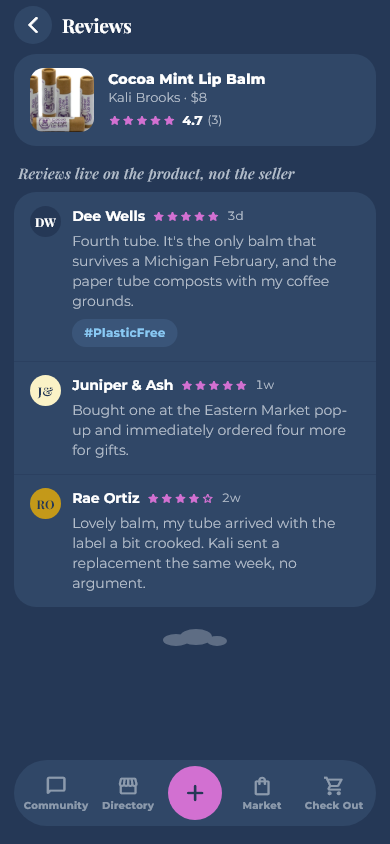 Reviews
Cocoa Mint Lip Balm
Kali Brooks · $8
4.7 (3)
Reviews live on the product, not the seller
DW
Dee Wells 3d
Fourth tube. It's the only balm that
survives a Michigan February, and the
paper tube composts with my coffee
grounds.
#PlasticFree
J&
Juniper & Ash 1w
Bought one at the Eastern Market pop-
up and immediately ordered four more
for gifts.
RO
Rae Ortiz 2w
Lovely balm, my tube arrived with the
label a bit crooked. Kali sent a
replacement the same week, no
argument.
Community
Directory
Market
Check Out